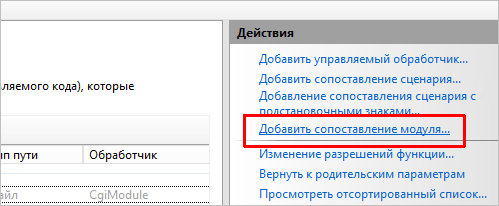 Действия
Добавить управляемый обработчик...
Добавить сопоставление сценария...
ляемого кода), которые
Добавление сопоставления сценария с
подстановочными знаками...
Добавить сопоставление модуля...
п пути
Обработчик
Изменение разрешений функции...
Вернуть к родительским параметрам
айл
CgiModule
Просмотреть отсортированный список...